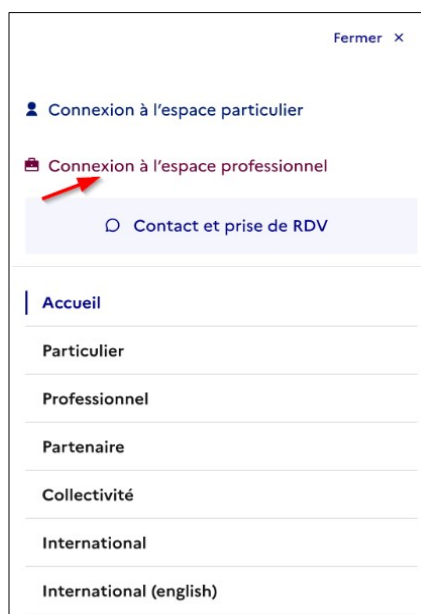 Fermer ×
Connexion à l'espace particulier
Connexion à l'espace professionnel
Contact et prise de RDV
Accueil
Particulier
Professionnel
Partenaire
Collectivité
International
International (english)